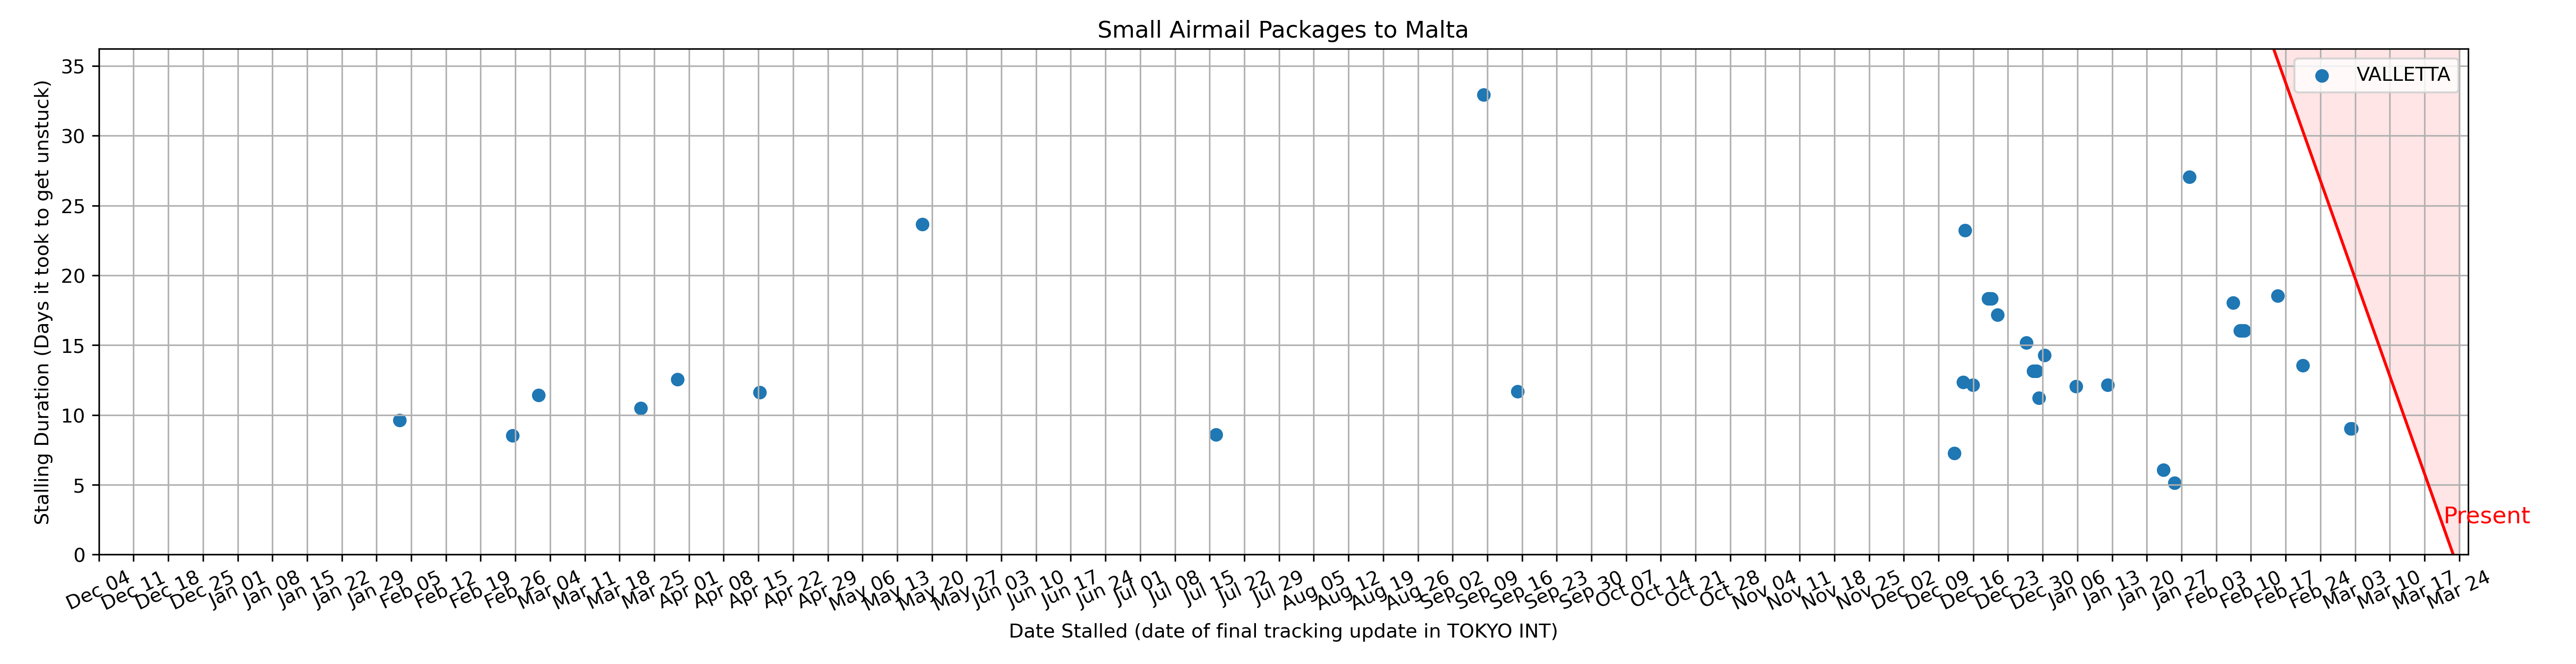 Small Airmail Packages to Malta
Stalling Duration (Days it took to get unstuck)
35
30
25
20
15
10
5
0
VALLETTA
Present
Dec 04 Dec 11 Dec 18 Dec 25 Jan 01 Jan 08 Jan 15 Jan 22 Jan 29 Feb 05 Feb 12 Feb 19 Feb 26 Mar 04 Mar 11 Mar 18 Mar 25 Apr 01 Apr 08 Apr 15 Apr 22 Apr 29 May 06 May 13 May 20 May 27 Jun 03 Jun 10 Jun 17 Jun 24 Jul 01 Jul 08 Jul 15 Jul 22 Jul 29 Aug 05 Aug 12 Aug 19 Aug 26 Sep 02 Sep 09 Sep 16 Sep 23 Sep 30 Oct 07 Oct 14 Oct 21 Oct 28 Nov 04 Nov 11 Nov 18 Nov 25 Dec 02 Dec 09 Dec 16 Dec 23 Dec 30 Jan 06 Jan 13 Jan 20 Jan 27 Feb 03 Feb 10 Feb 17 Feb 24 Mar 03 Mar 10 Mar 17 Mar 24
Date Stalled (date of final tracking update in TOKYO INT)